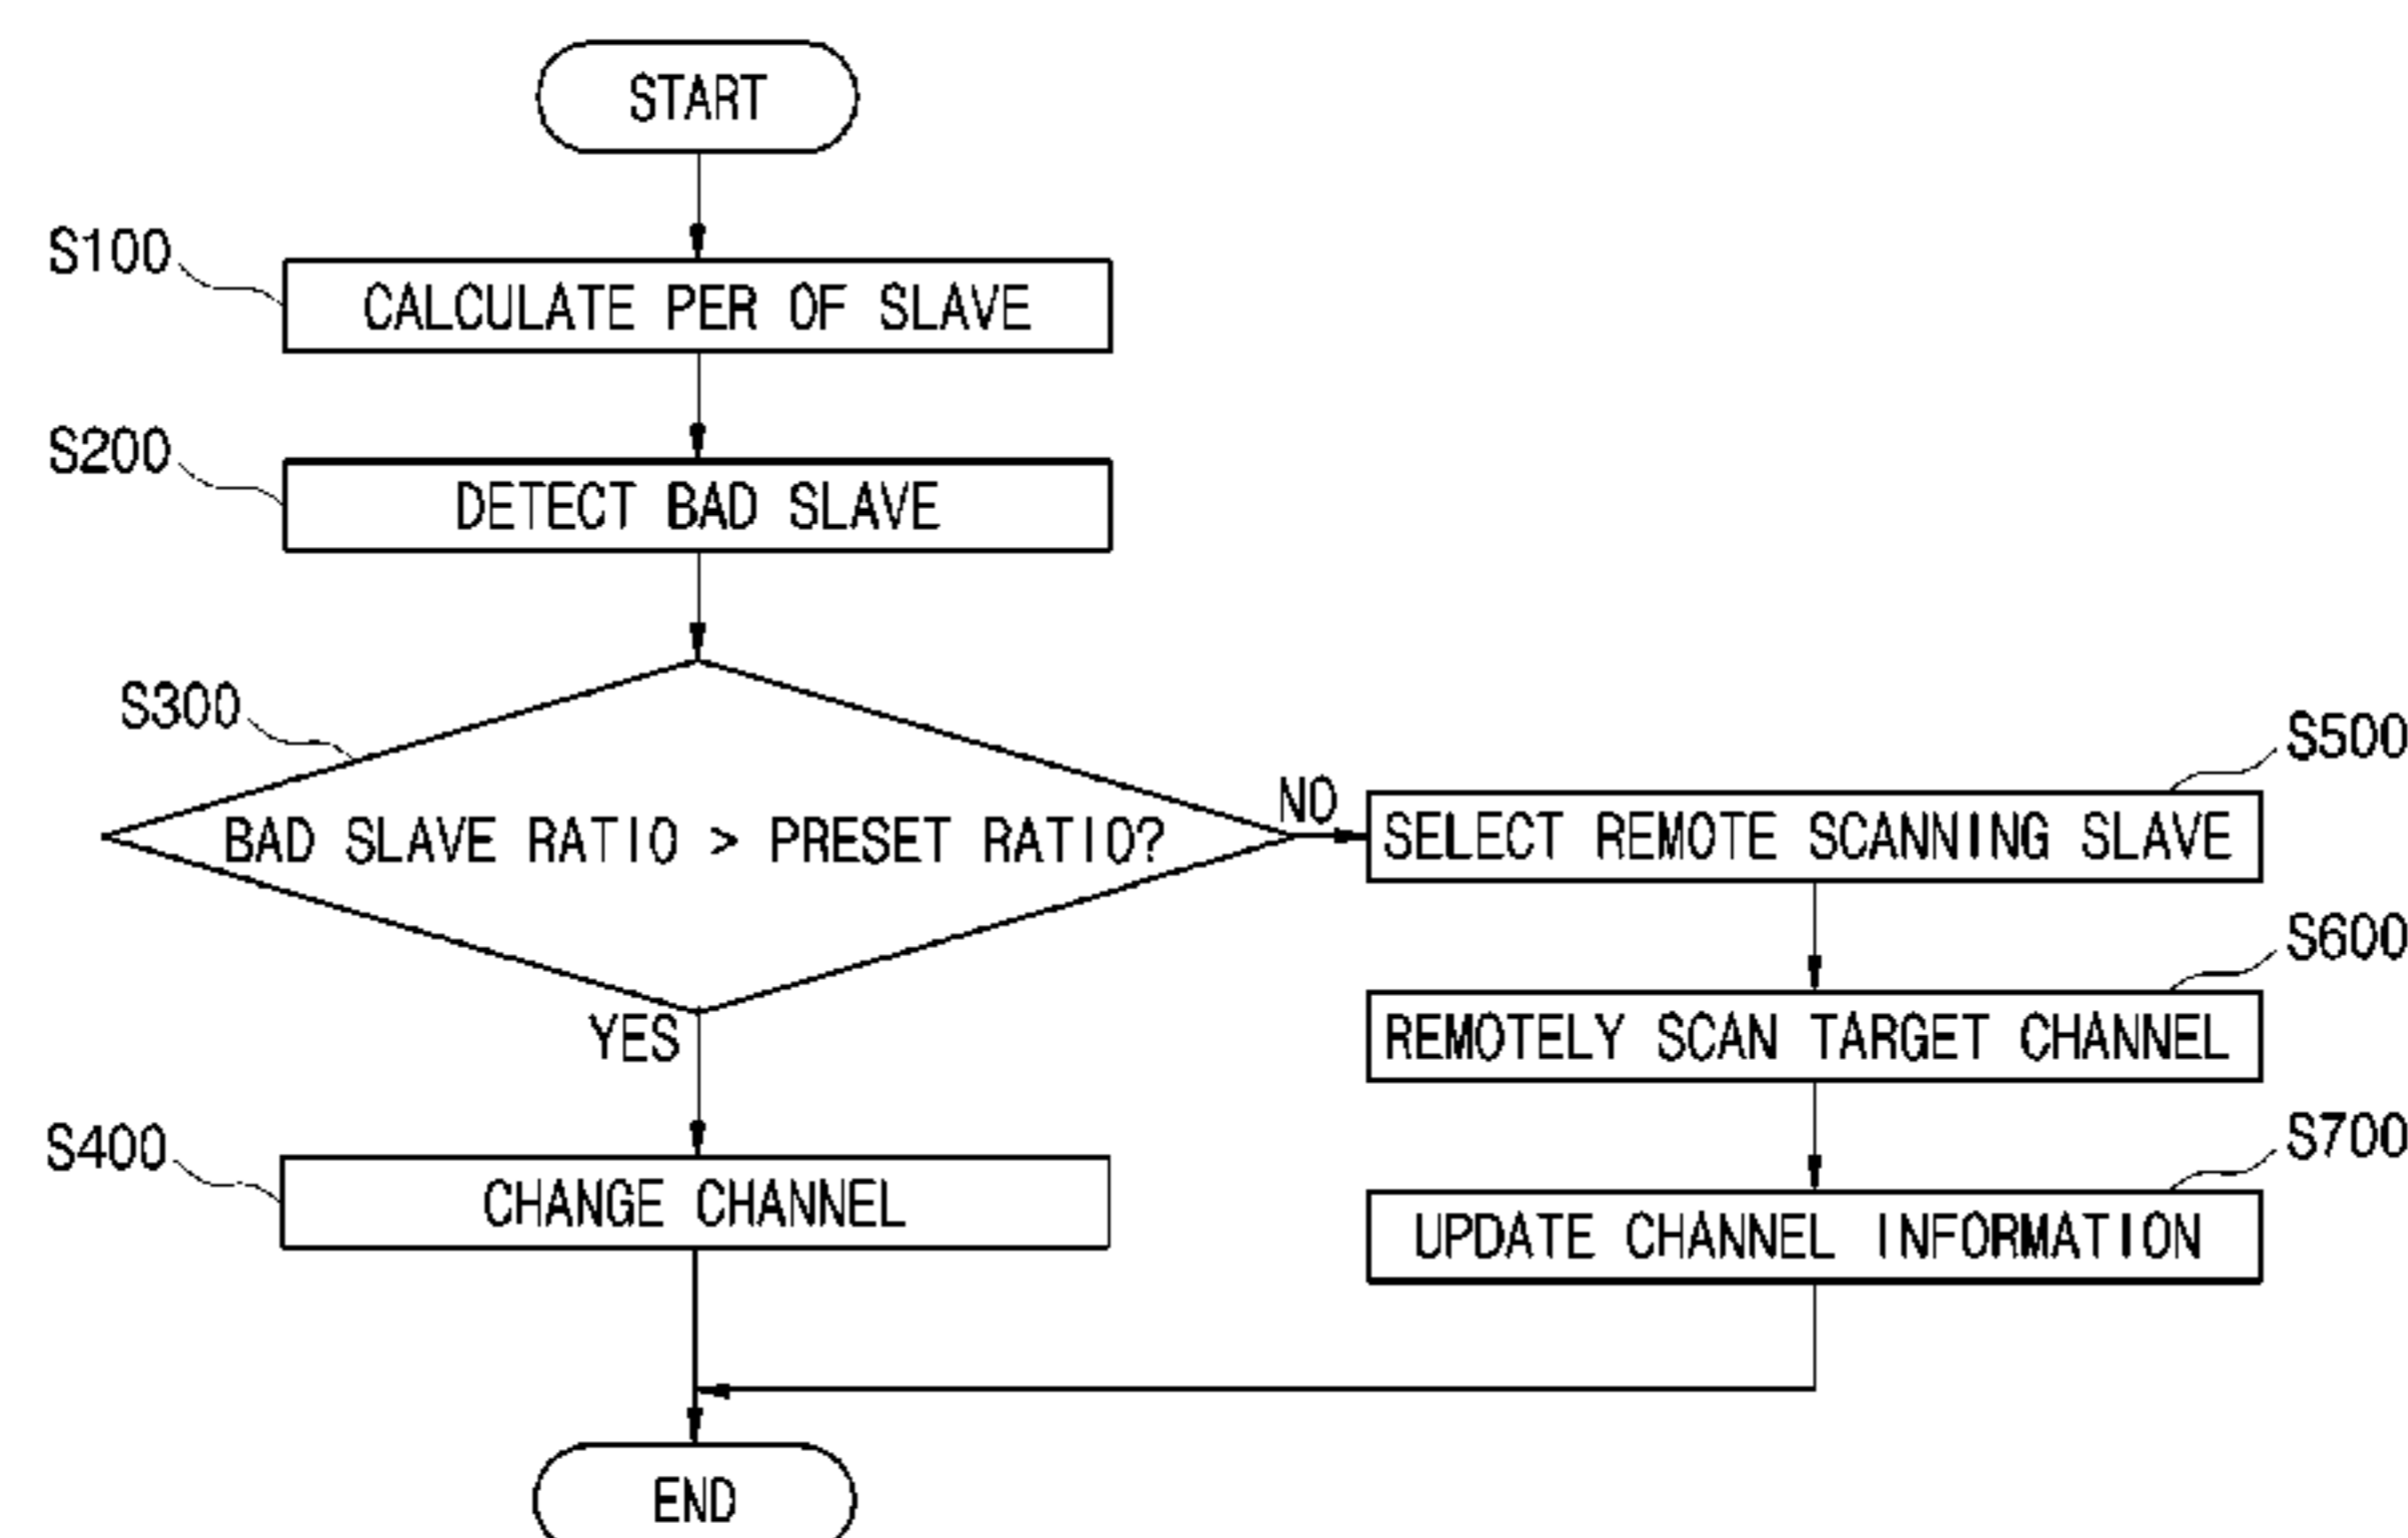 START
S100
CALCULATE PER OF SLAVE
S200
DETECT BAD SLAVE
S300
BAD SLAVE RATIO > PRESET RATIO?
NO
YES
S400
CHANGE CHANNEL
S500
SELECT REMOTE SCANNING SLAVE
S600
REMOTELY SCAN TARGET CHANNEL
S700
UPDATE CHANNEL INFORMATION
END